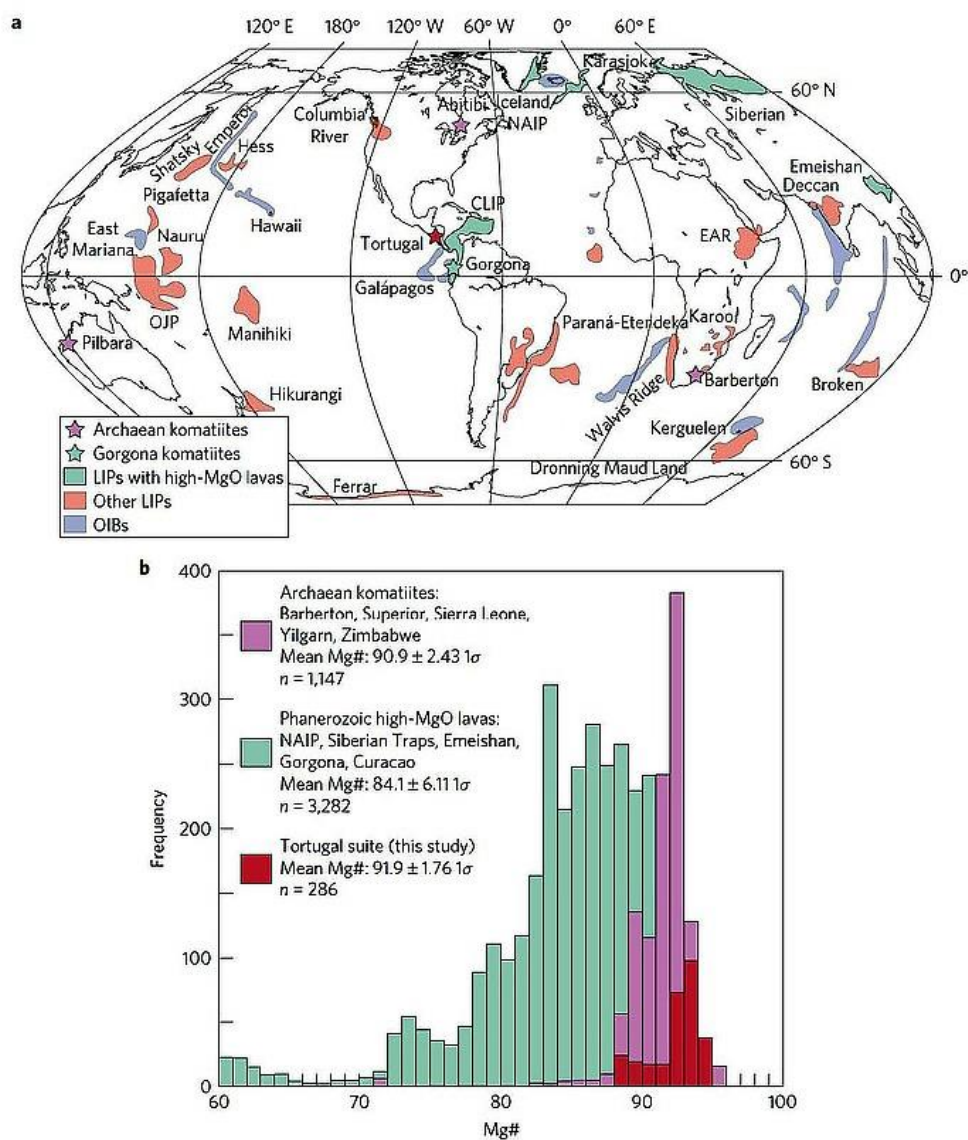 a
120° E 180° 120° W 60° W 0° 60° E
Karasjok
60° N
Abitibi Iceland
Siberian
Columbia
River
NAIP
Shatsky
Emperor
Hess
Emeishan
Deccan
Pigafetta
CLIP
Hawaii
East
Mariana
Nauru
Tortugal
EAR
Gorgona
0°
Galápagos
OJP
Manihiki
Paraná-Etendeka
Karoo
Pilbara
Barberton
Broken
Hikurangi
Walvis Ridge
Kerguelen
Archaean komatiites
Gorgona komatiites
LIPs with high-MgO lavas
Other LIPs
OIBs
60° S
Dronning Maud Land
Ferrar
b
400
300
200
100
0
Frequency
Archaean komatiites:
Barberton, Superior, Sierra Leone,
Yilgarn, Zimbabwe
Mean Mg#: 90.9 ± 2.43 1σ
n = 1,147
Phanerozoic high-MgO lavas:
NAIP, Siberian Traps, Emeishan,
Gorgona, Curacao
Mean Mg#: 84.1 ± 6.11 1σ
n = 3,282
Tortugal suite (this study)
Mean Mg#: 91.9 ± 1.76 1σ
n = 286
60 70 80 90 100
Mg#